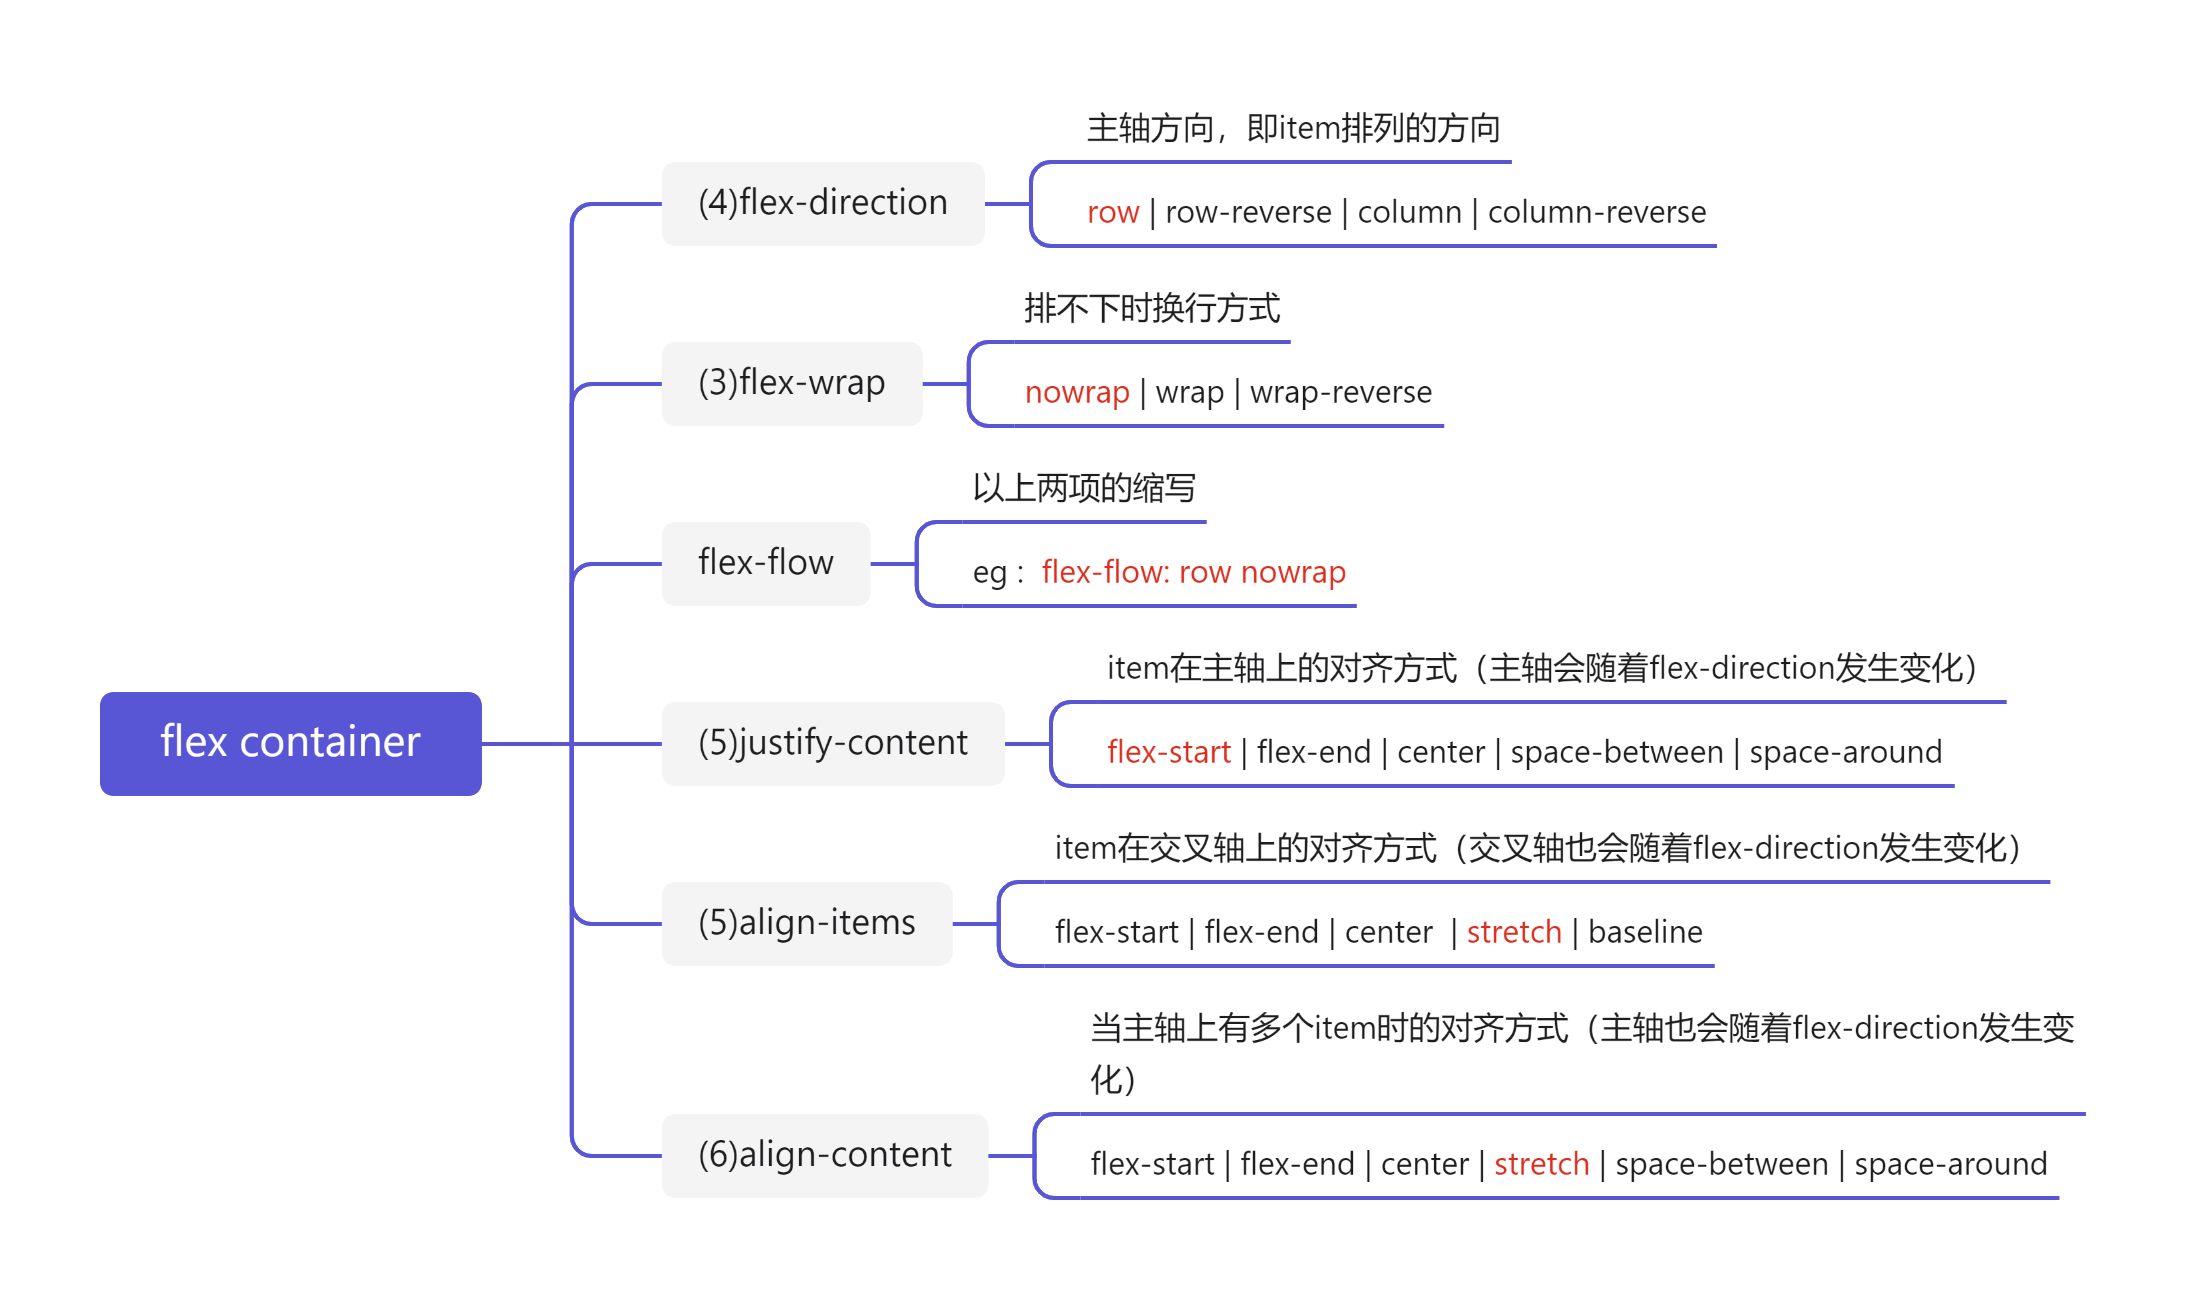 flex container
(4)flex-direction
主轴方向，即item排列的方向
row | row-reverse | column | column-reverse
(3)flex-wrap
排不下时换行方式
nowrap | wrap | wrap-reverse
flex-flow
以上两项的缩写
eg： flex-flow: row nowrap
(5)justify-content
item在主轴上的对齐方式（主轴会随着flex-direction发生变化）
flex-start | flex-end | center | space-between | space-around
(5)align-items
item在交叉轴上的对齐方式（交叉轴也会随着flex-direction发生变化）
flex-start | flex-end | center  | stretch | baseline
(6)align-content
当主轴上有多个item时的对齐方式（主轴也会随着flex-direction发生变
化）
flex-start | flex-end | center | stretch | space-between | space-around